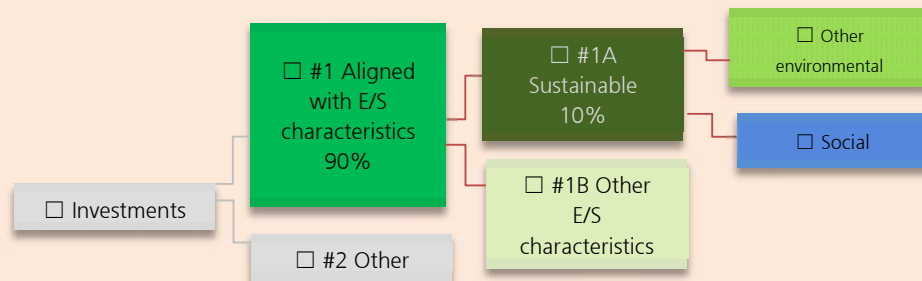 ☐ #1 Aligned
with E/S
characteristics
90%
☐ #1A
Sustainable
10%
☐ Other
environmental
☐ Social
☐ #1B Other
E/S
characteristics
☐ Investments
☐ #2 Other